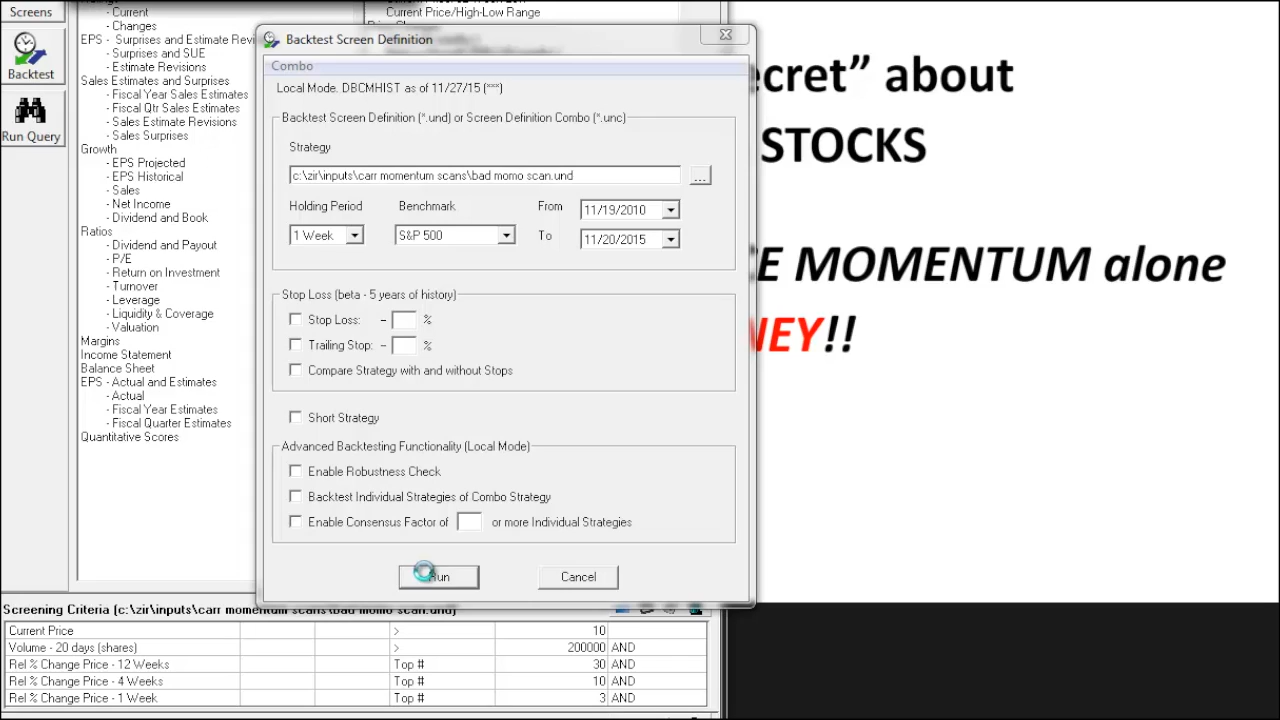 Screens
Backtest
Run Query
- Current
- Changes
EPS - Surprises and Estimate Revi
- Surprises and SUE
- Estimate Revisions
Sales Estimates and Surprises
- Fiscal Year Sales Estimates
- Fiscal Qtr Sales Estimates
- Sales Estimate Revisions
- Sales Surprises
Growth
- EPS Projected
- EPS Historical
- Sales
- Net Income
- Dividend and Book
Ratios
- Dividend and Payout
- P/E
- Return on Investment
- Turnover
- Leverage
- Liquidity & Coverage
- Valuation
Margins
Income Statement
Balance Sheet
EPS - Actual and Estimates
- Actual
- Fiscal Year Estimates
- Fiscal Quarter Estimates
Quantitative Scores
Current Price/High-Low Range
Backtest Screen Definition
Combo
Local Mode. DBCMHIST as of 11/27/15 (***)
Backtest Screen Definition (*.und) or Screen Definition Combo (*.unc)
Strategy
c:\zir\inputs\carr momentum scans\bad momo scan.und
...
Holding Period Benchmark From 11/19/2010
1 Week S&P 500 To 11/20/2015
Stop Loss (beta - 5 years of history)
Stop Loss: - %
Trailing Stop: - %
Compare Strategy with and without Stops
Short Strategy
Advanced Backtesting Functionality (Local Mode)
Enable Robustness Check
Backtest Individual Strategies of Combo Strategy
Enable Consensus Factor of or more Individual Strategies
Run Cancel
ecret” about
STOCKS
E MOMENTUM alone
NEY!!
Screening Criteria (c:\zir\inputs\carr momentum scans\bad momo scan.und)
Current Price > 10
Volume - 20 days (shares) > 200000 AND
Rel % Change Price - 12 Weeks Top # 30 AND
Rel % Change Price - 4 Weeks Top # 10 AND
Rel % Change Price - 1 Week Top # 3 AND